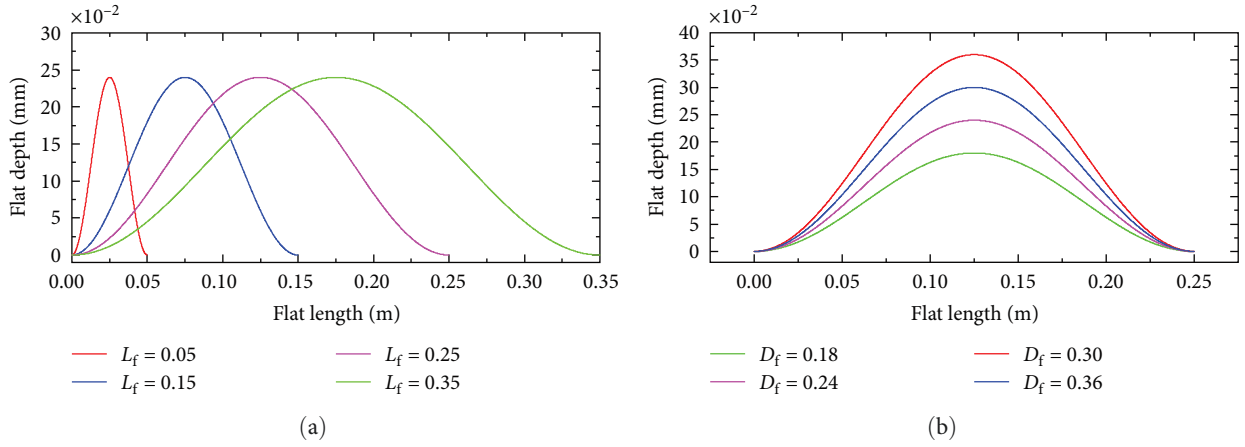 ×10⁻²
30
25
20
15
10
5
0
Flat depth (mm)
0.00 0.05 0.10 0.15 0.20 0.25 0.30 0.35
Flat length (m)
L_f = 0.05
L_f = 0.25
L_f = 0.15
L_f = 0.35
(a)
×10⁻²
40
35
30
25
20
15
10
5
0
Flat depth (mm)
0.00 0.05 0.10 0.15 0.20 0.25
Flat length (m)
D_f = 0.18
D_f = 0.30
D_f = 0.24
D_f = 0.36
(b)